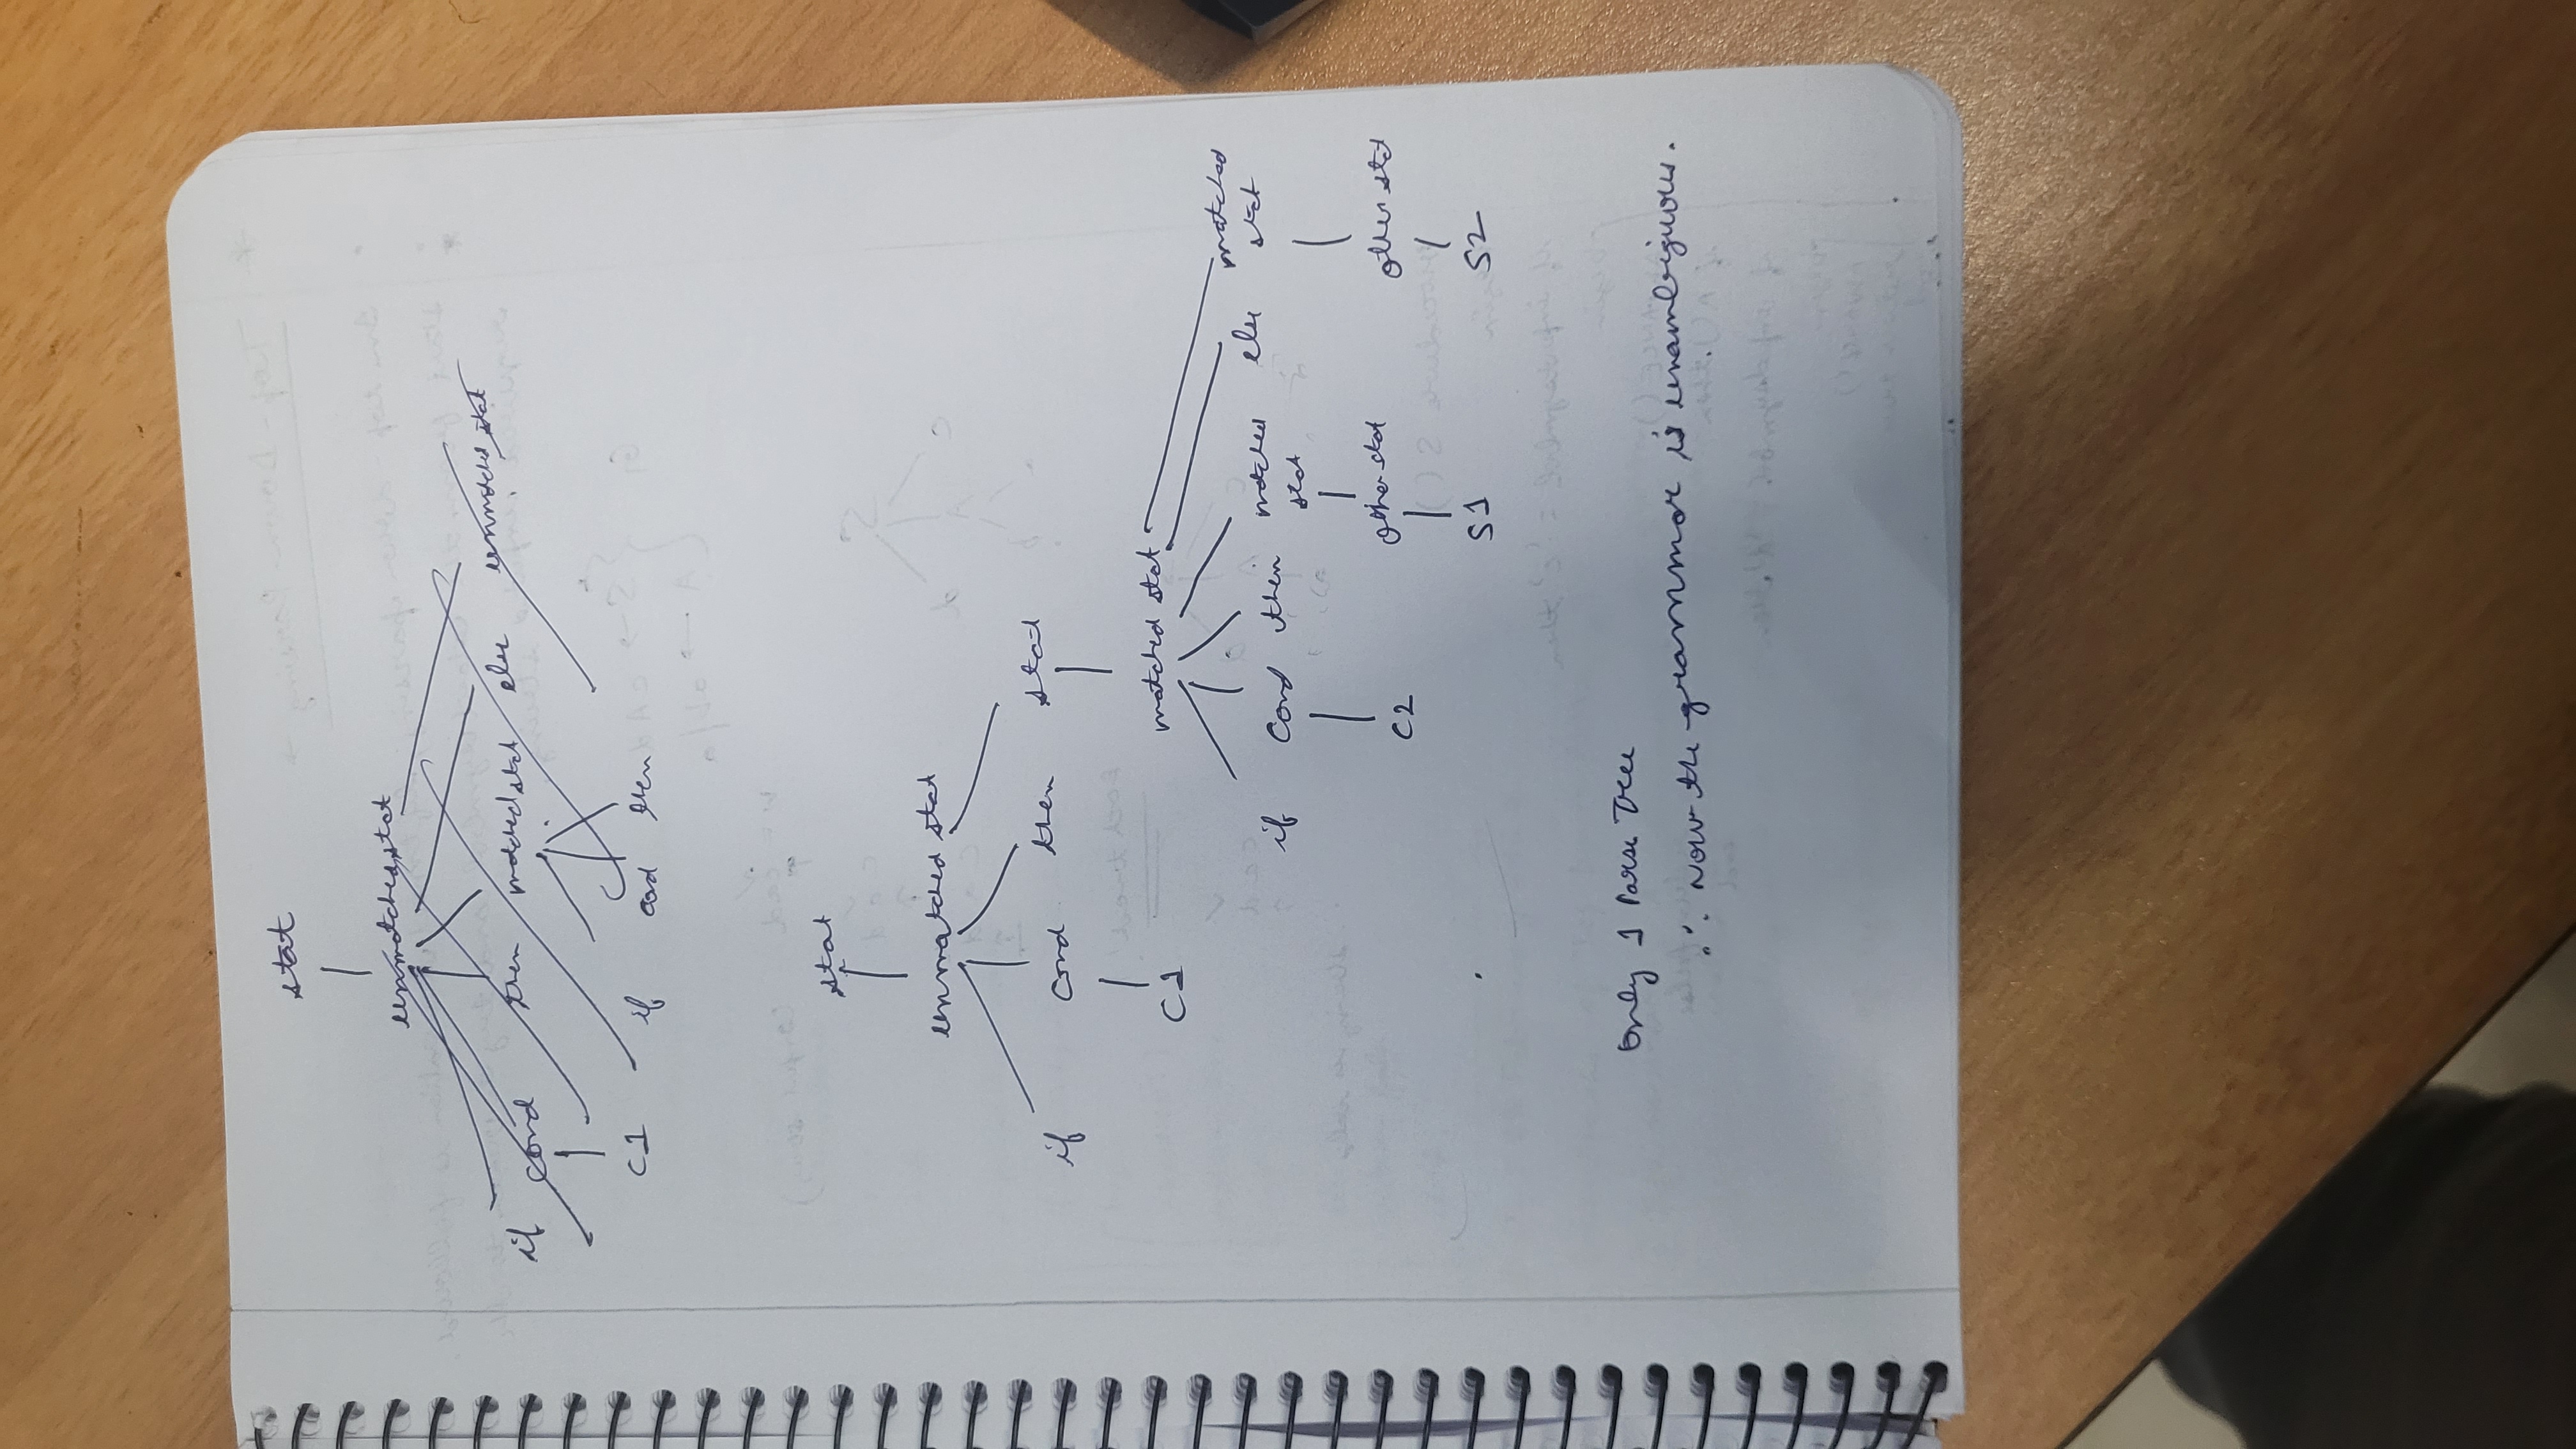 stat
unmatched stat
if cond then matched stat else unmatched stat
C1 if cond then
stat
unmatched stat
if cond then stat
C1 matched stat
if cond then matched stat else matched stat
C2 other stat other stat
S1 S2
Only 1 Parse Tree
∴ Now the grammar is unambiguous.